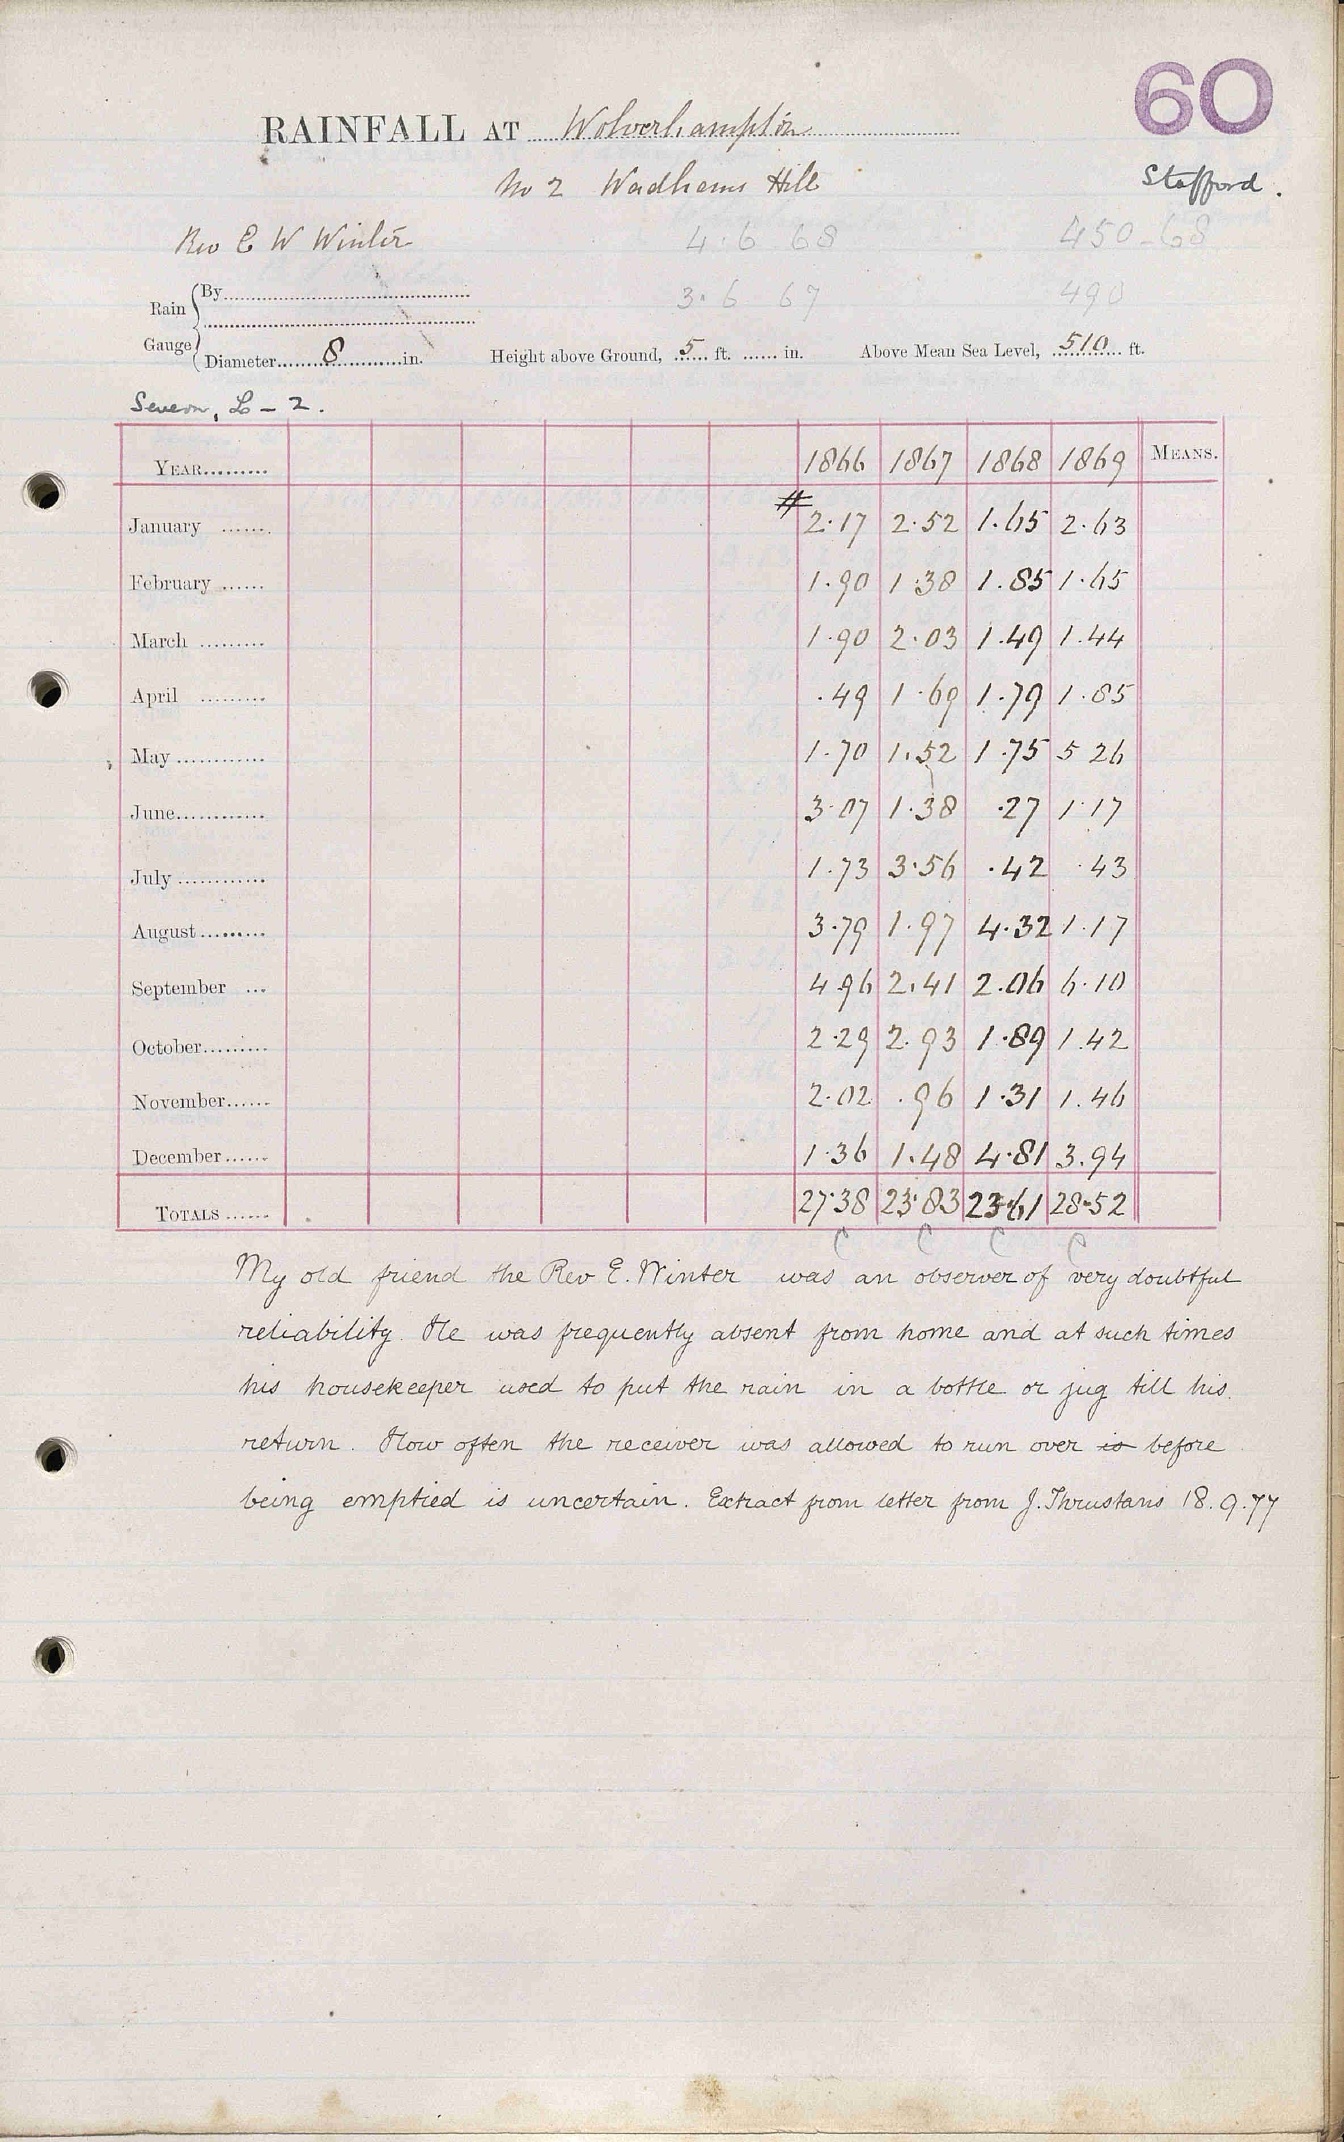 60
RAINFALL AT Wolverhampton
No 2 Wadhams Hill
Stafford.
Rev E W Winter 4.6 68 450-68
3.6 67 490
Rain Gauge By
Diameter 8 in. Height above Ground, 5 ft. in. Above Mean Sea Level, 510 ft.
Severn, L - 2.
YEAR 1866 1867 1868 1869 MEANS.
January # 2.17 2.52 1.65 2.63
February 1.90 1.38 1.85 1.65
March 1.90 2.03 1.49 1.44
April .49 1.69 1.79 1.85
May 1.70 1.52 1.75 5 26
June 3.07 1.38 .27 1.17
July 1.73 3.56 .42 .43
August 3.79 1.97 4.32 1.17
September 4 96 2.41 2.06 6.10
October 2.29 2.93 1.89 1.42
November 2.02 .96 1.31 1.46
December 1.36 1.48 4.81 3.94
TOTALS 27.38 23.83 23.61 28.52
C C C C
My old friend the Rev E. Winter was an observer of very doubtful
reliability. He was frequently absent from home and at such times
his housekeeper used to put the rain in a bottle or jug till his
return. How often the receiver was allowed to run over is before
being emptied is uncertain. Extract from letter from J. Thrustans 18.9.77